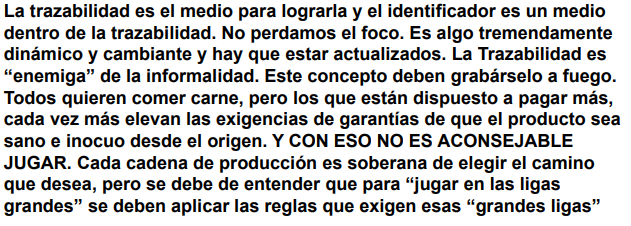 La trazabilidad es el medio para lograrla y el identificador es un medio
dentro de la trazabilidad. No perdamos el foco. Es algo tremendamente
dinámico y cambiante y hay que estar actualizados. La Trazabilidad es
“enemiga” de la informalidad. Este concepto deben grabárselo a fuego.
Todos quieren comer carne, pero los que están dispuesto a pagar más,
cada vez más elevan las exigencias de garantías de que el producto sea
sano e inocuo desde el origen. Y CON ESO NO ES ACONSEJABLE
JUGAR. Cada cadena de producción es soberana de elegir el camino
que desea, pero se debe de entender que para “jugar en las ligas
grandes” se deben aplicar las reglas que exigen esas “grandes ligas”